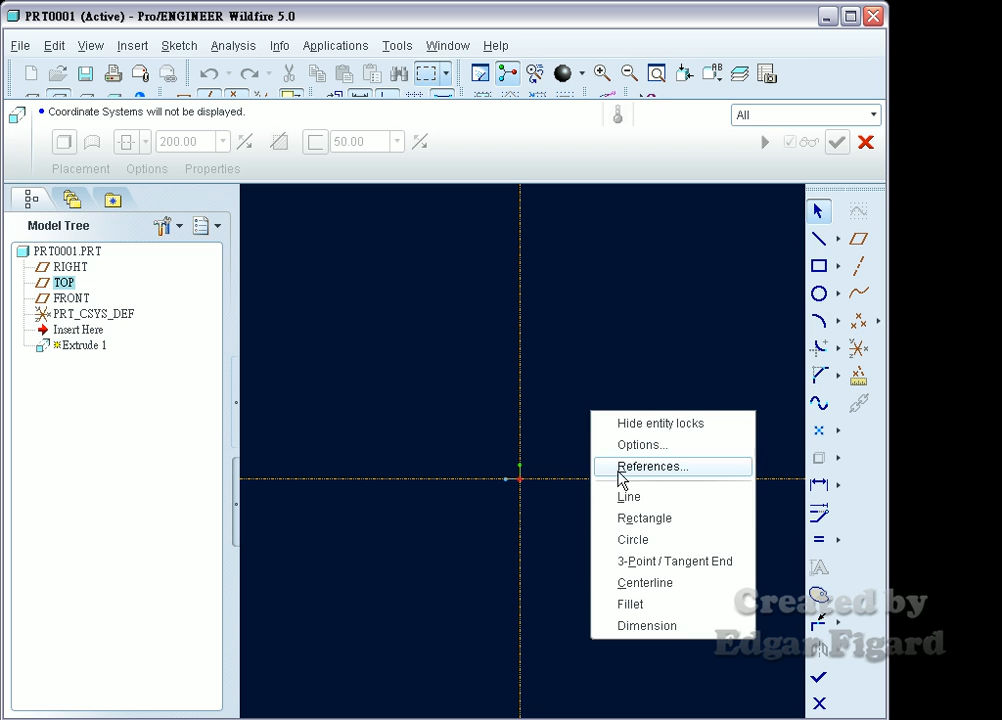 PRT0001 (Active) - Pro/ENGINEER Wildfire 5.0
File Edit View Insert Sketch Analysis Info Applications Tools Window Help
Coordinate Systems will not be displayed.
All
200.00 50.00
Placement Options Properties
Model Tree
PRT0001.PRT
RIGHT
TOP
FRONT
PRT_CSYS_DEF
Insert Here
Extrude 1
Hide entity locks
Options...
References...
Line
Rectangle
Circle
3-Point / Tangent End
Centerline
Fillet
Dimension
Created by
Edgar Figard